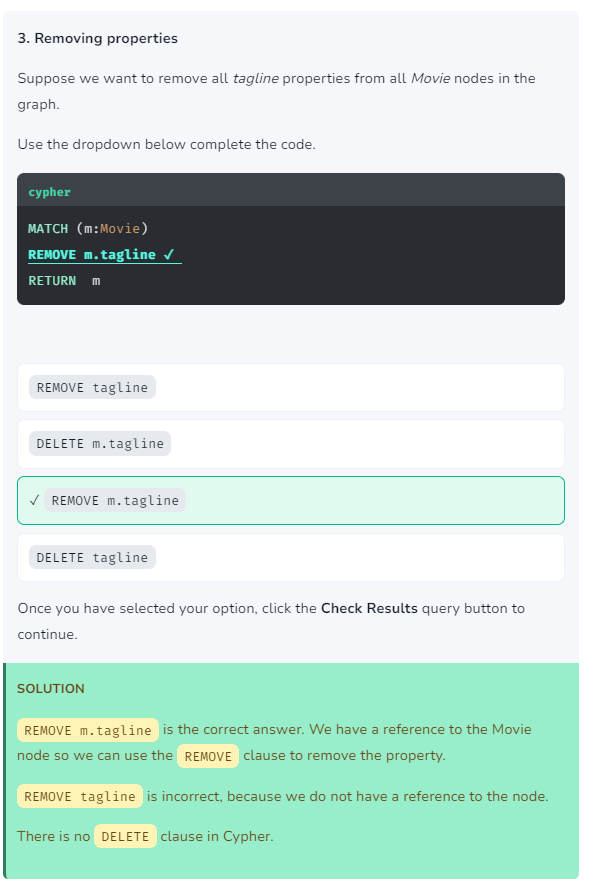 3. Removing properties
Suppose we want to remove all tagline properties from all Movie nodes in the
graph.
Use the dropdown below complete the code.
cypher
MATCH (m:Movie)
REMOVE m.tagline ✓
RETURN  m
REMOVE tagline
DELETE m.tagline
✓ REMOVE m.tagline
DELETE tagline
Once you have selected your option, click the Check Results query button to
continue.
SOLUTION
REMOVE m.tagline is the correct answer. We have a reference to the Movie
node so we can use the REMOVE clause to remove the property.
REMOVE tagline is incorrect, because we do not have a reference to the node.
There is no DELETE clause in Cypher.